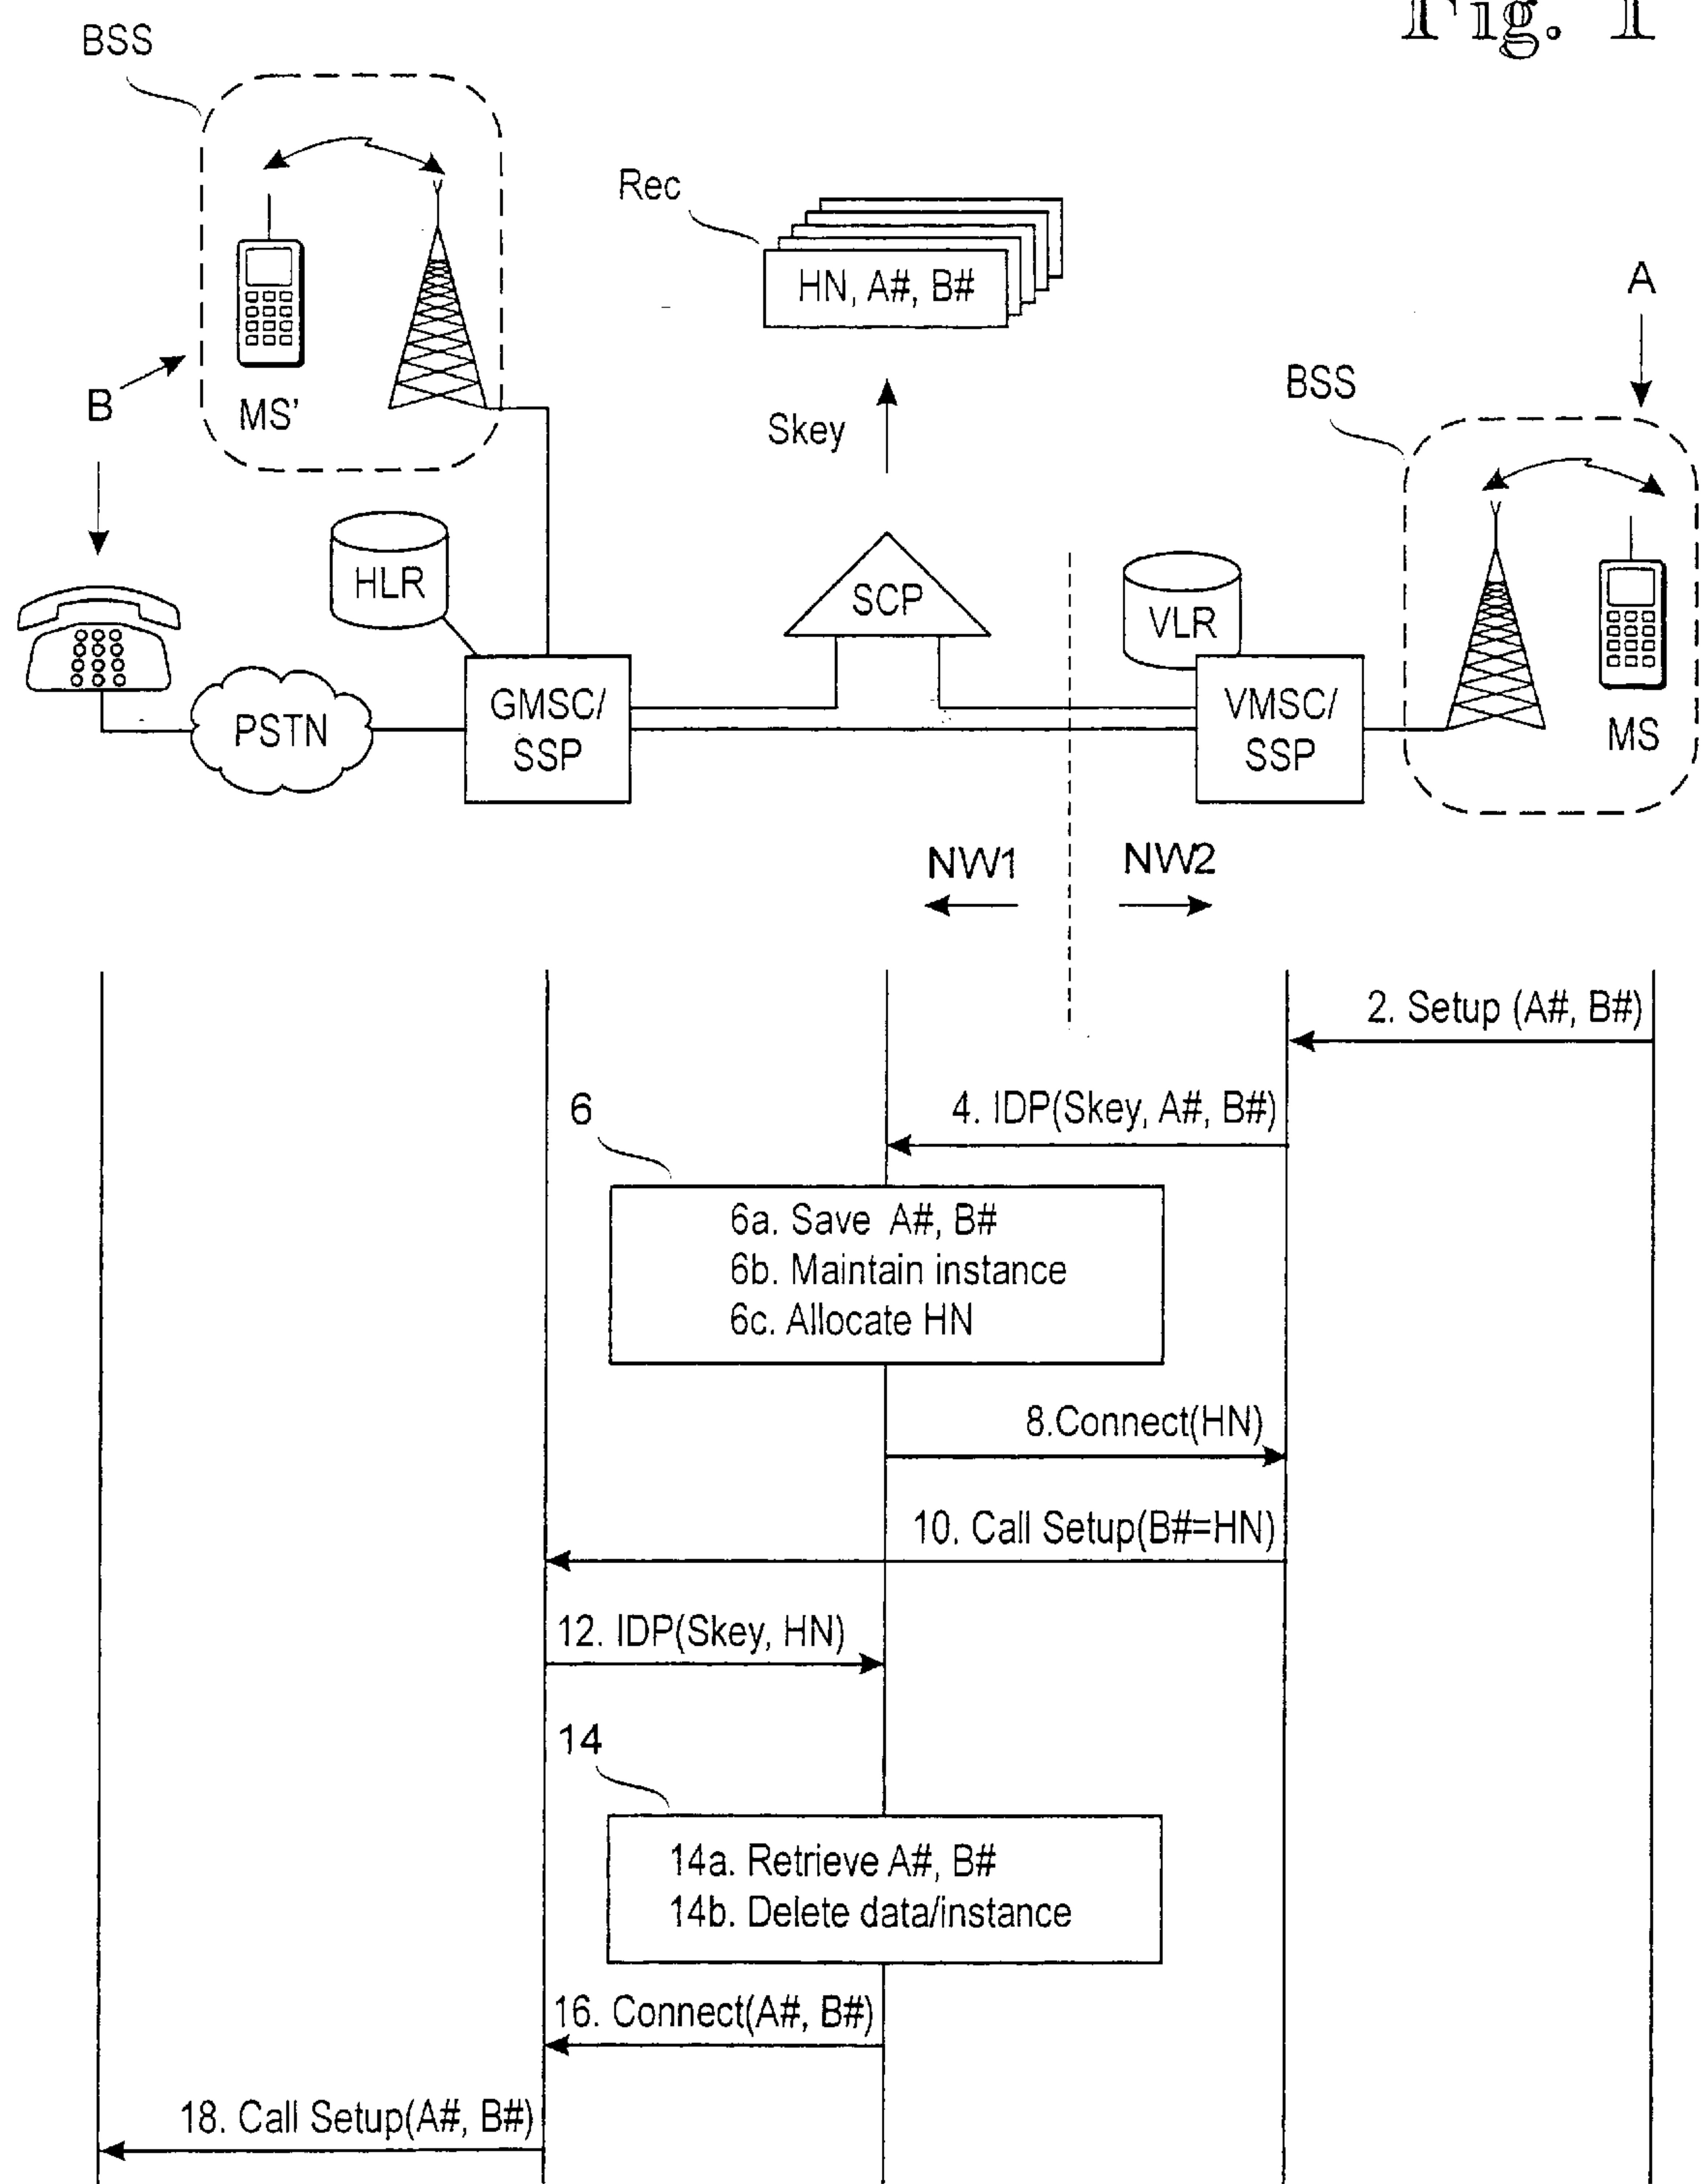 Fig. 1
BSS
Rec
HN, A#, B#
A
BSS
B
MS'
Skey
HLR
SCP
VLR
PSTN
GMSC/
SSP
VMSC/
SSP
MS
NW1
NW2
2. Setup (A#, B#)
4. IDP(Skey, A#, B#)
6
6a. Save A#, B#
6b. Maintain instance
6c. Allocate HN
8.Connect(HN)
10. Call Setup(B#=HN)
12. IDP(Skey, HN)
14
14a. Retrieve A#, B#
14b. Delete data/instance
16. Connect(A#, B#)
18. Call Setup(A#, B#)